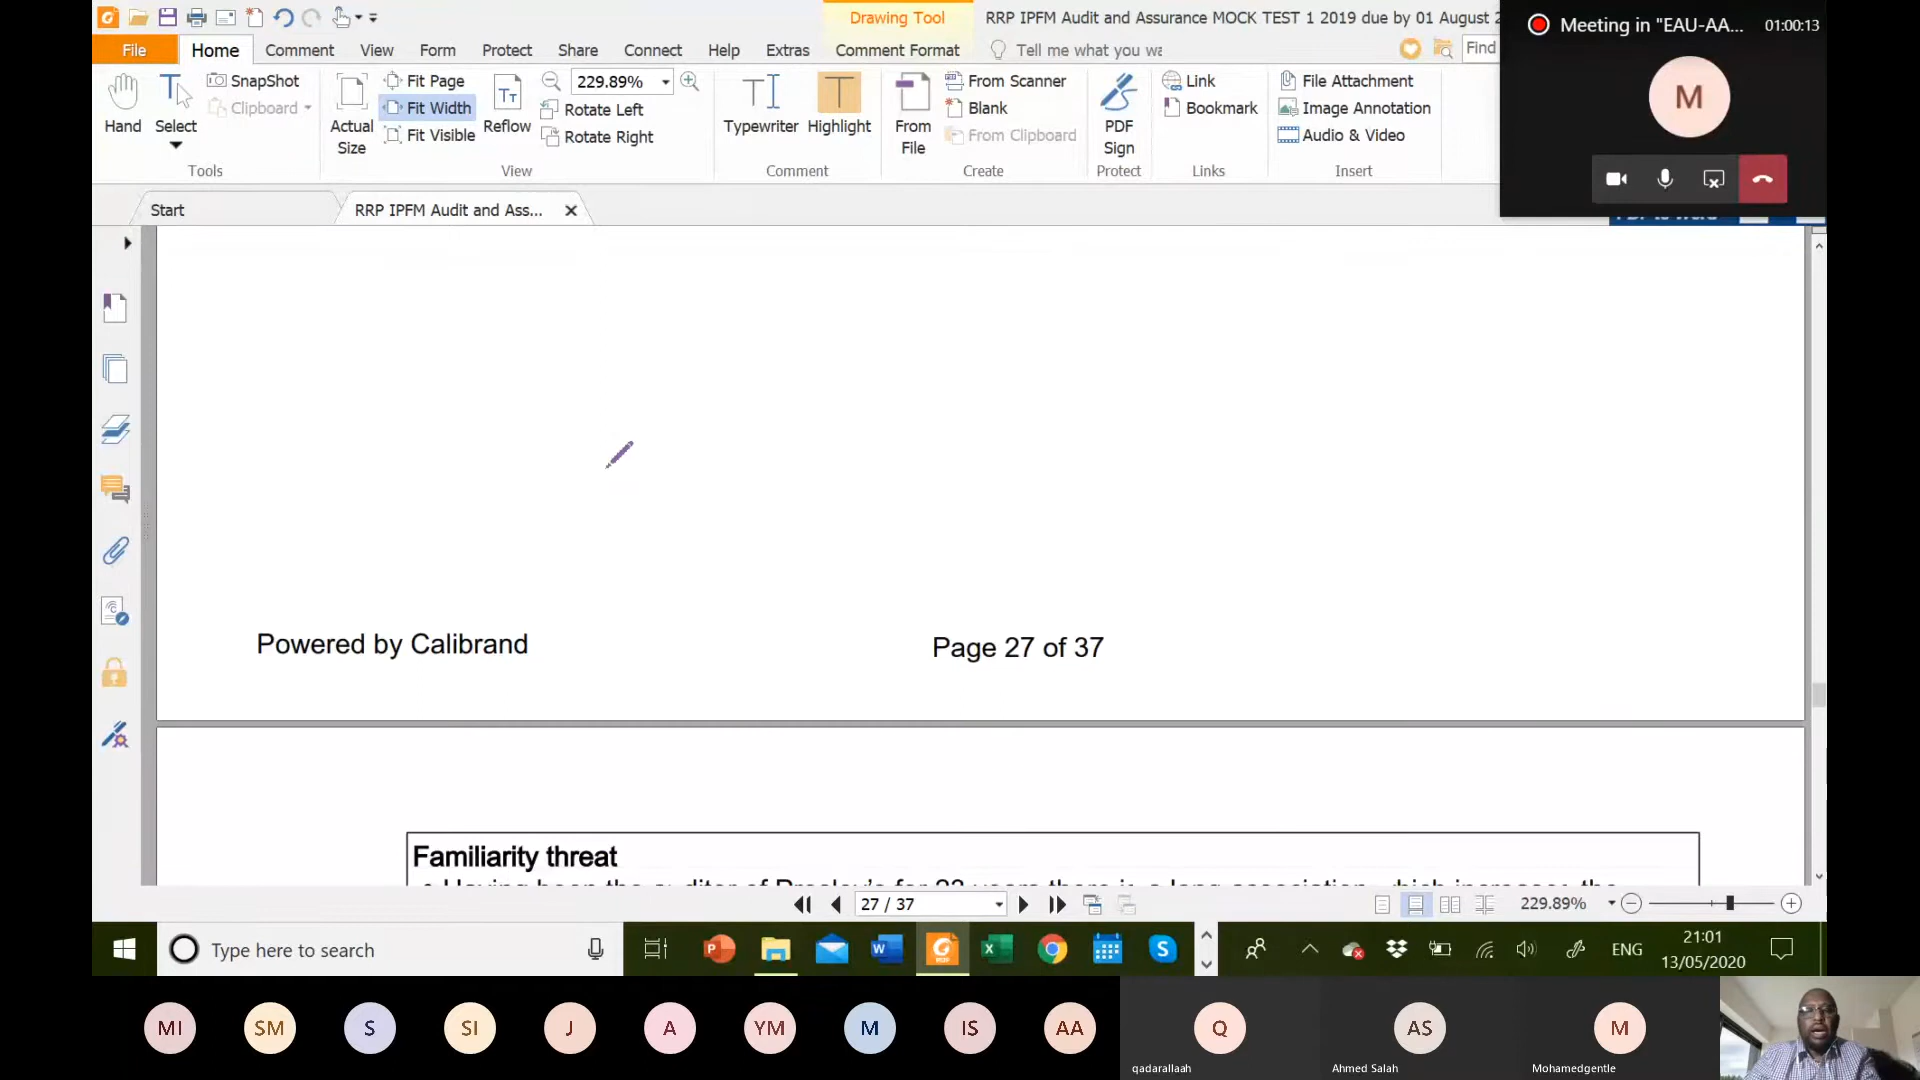 Drawing Tool
RRP IPFM Audit and Assurance MOCK TEST 1 2019 due by 01 August 2
Meeting in "EAU-AA... 01:00:13
File Home Comment View Form Protect Share Connect Help Extras Comment Format Tell me what you wa Find
M
SnapShot Fit Page 229.89% From Scanner Link File Attachment
Clipboard Fit Width Rotate Left Blank Bookmark Image Annotation
Hand Select Actual Size Fit Visible Reflow Rotate Right Typewriter Highlight From File From Clipboard PDF Sign Audio & Video
Tools View Comment Create Protect Links Insert
Start RRP IPFM Audit and Ass...
Powered by Calibrand Page 27 of 37
Familiarity threat
27 / 37 229.89%
Type here to search ENG 21:01
13/05/2020
MI SM S SI J A YM M IS AA Q AS M
qadarallaah Ahmed Salah Mohamedgentle